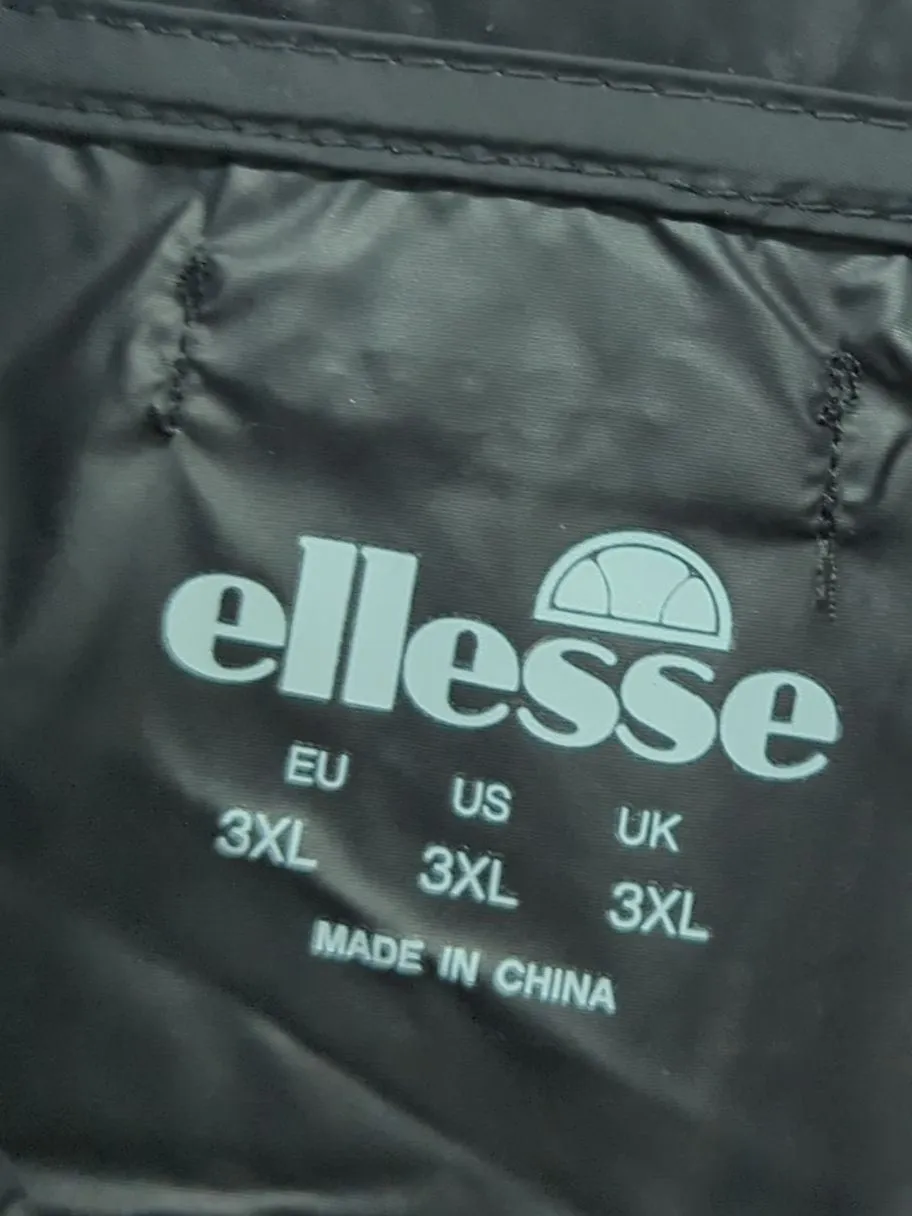 ellesse
EU US UK
3XL 3XL 3XL
MADE IN CHINA